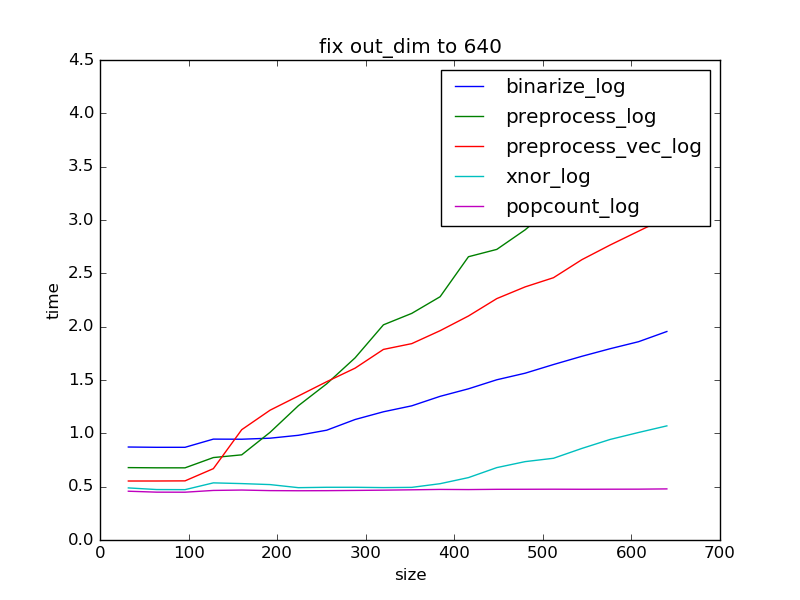 fix out_dim to 640
4.5
4.0
3.5
3.0
2.5
2.0
1.5
1.0
0.5
0.0
time
binarize_log
preprocess_log
preprocess_vec_log
xnor_log
popcount_log
0 100 200 300 400 500 600 700
size